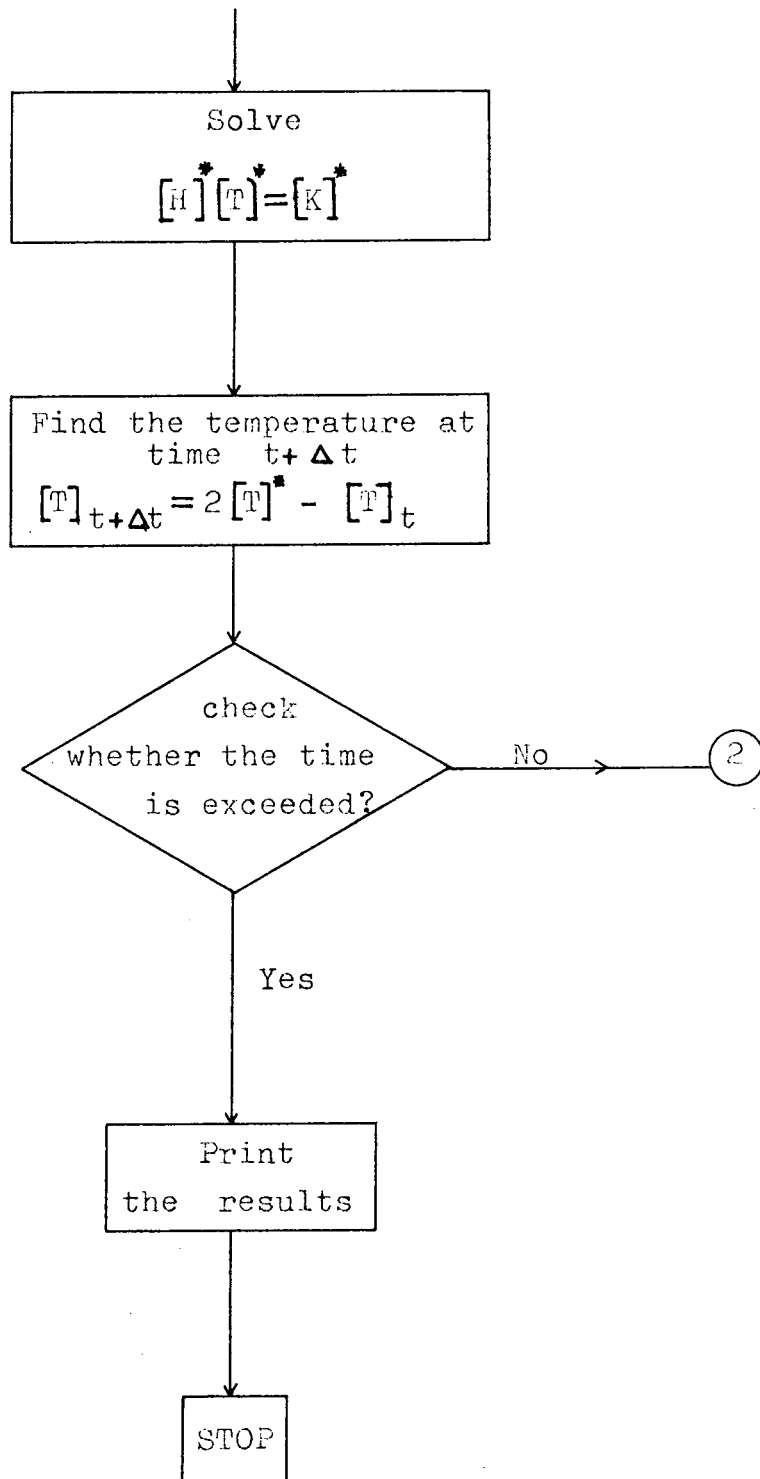 Solve
[H]*[T]*=[K]*
Find the temperature at
time t+Δt
[T]t+Δt = 2[T]* - [T]t
check
whether the time
is exceeded?
No
2
Yes
Print
the results
STOP